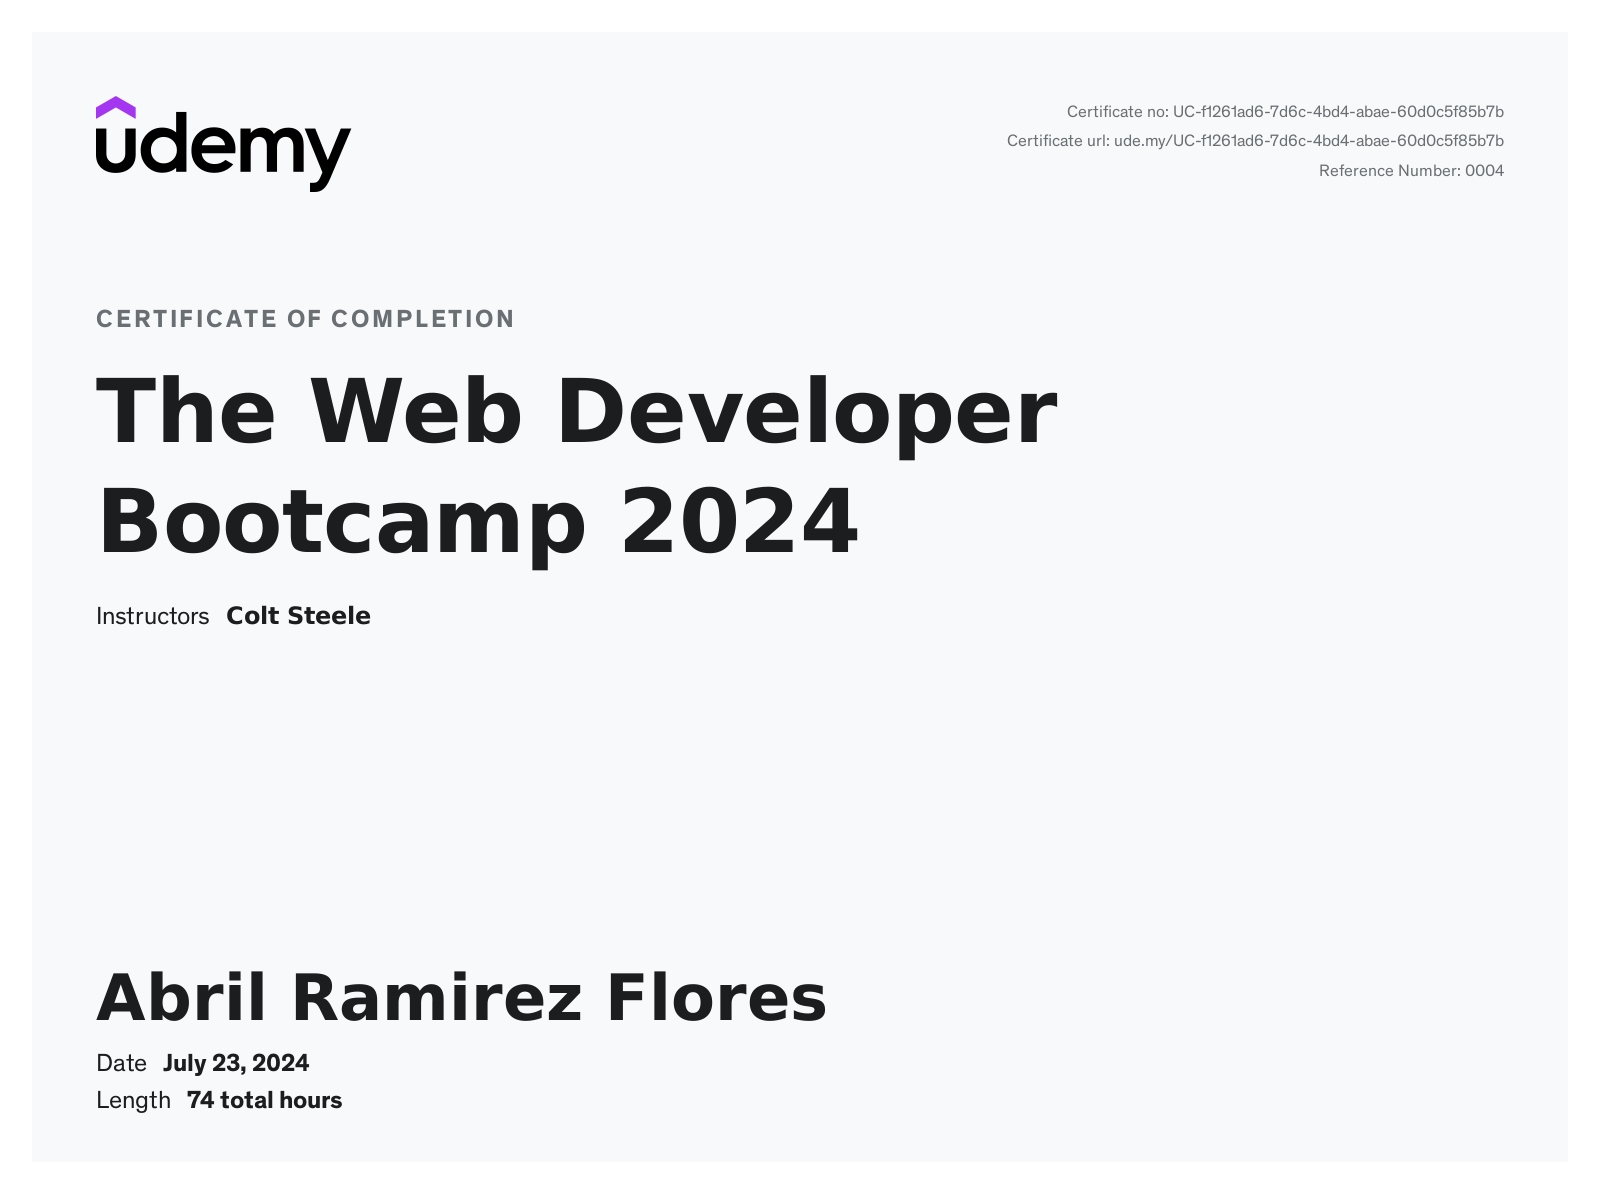 udemy
Certificate no: UC-f1261ad6-7d6c-4bd4-abae-60d0c5f85b7b
Certificate url: ude.my/UC-f1261ad6-7d6c-4bd4-abae-60d0c5f85b7b
Reference Number: 0004
CERTIFICATE OF COMPLETION
The Web Developer
Bootcamp 2024
Instructors Colt Steele
Abril Ramirez Flores
Date July 23, 2024
Length 74 total hours